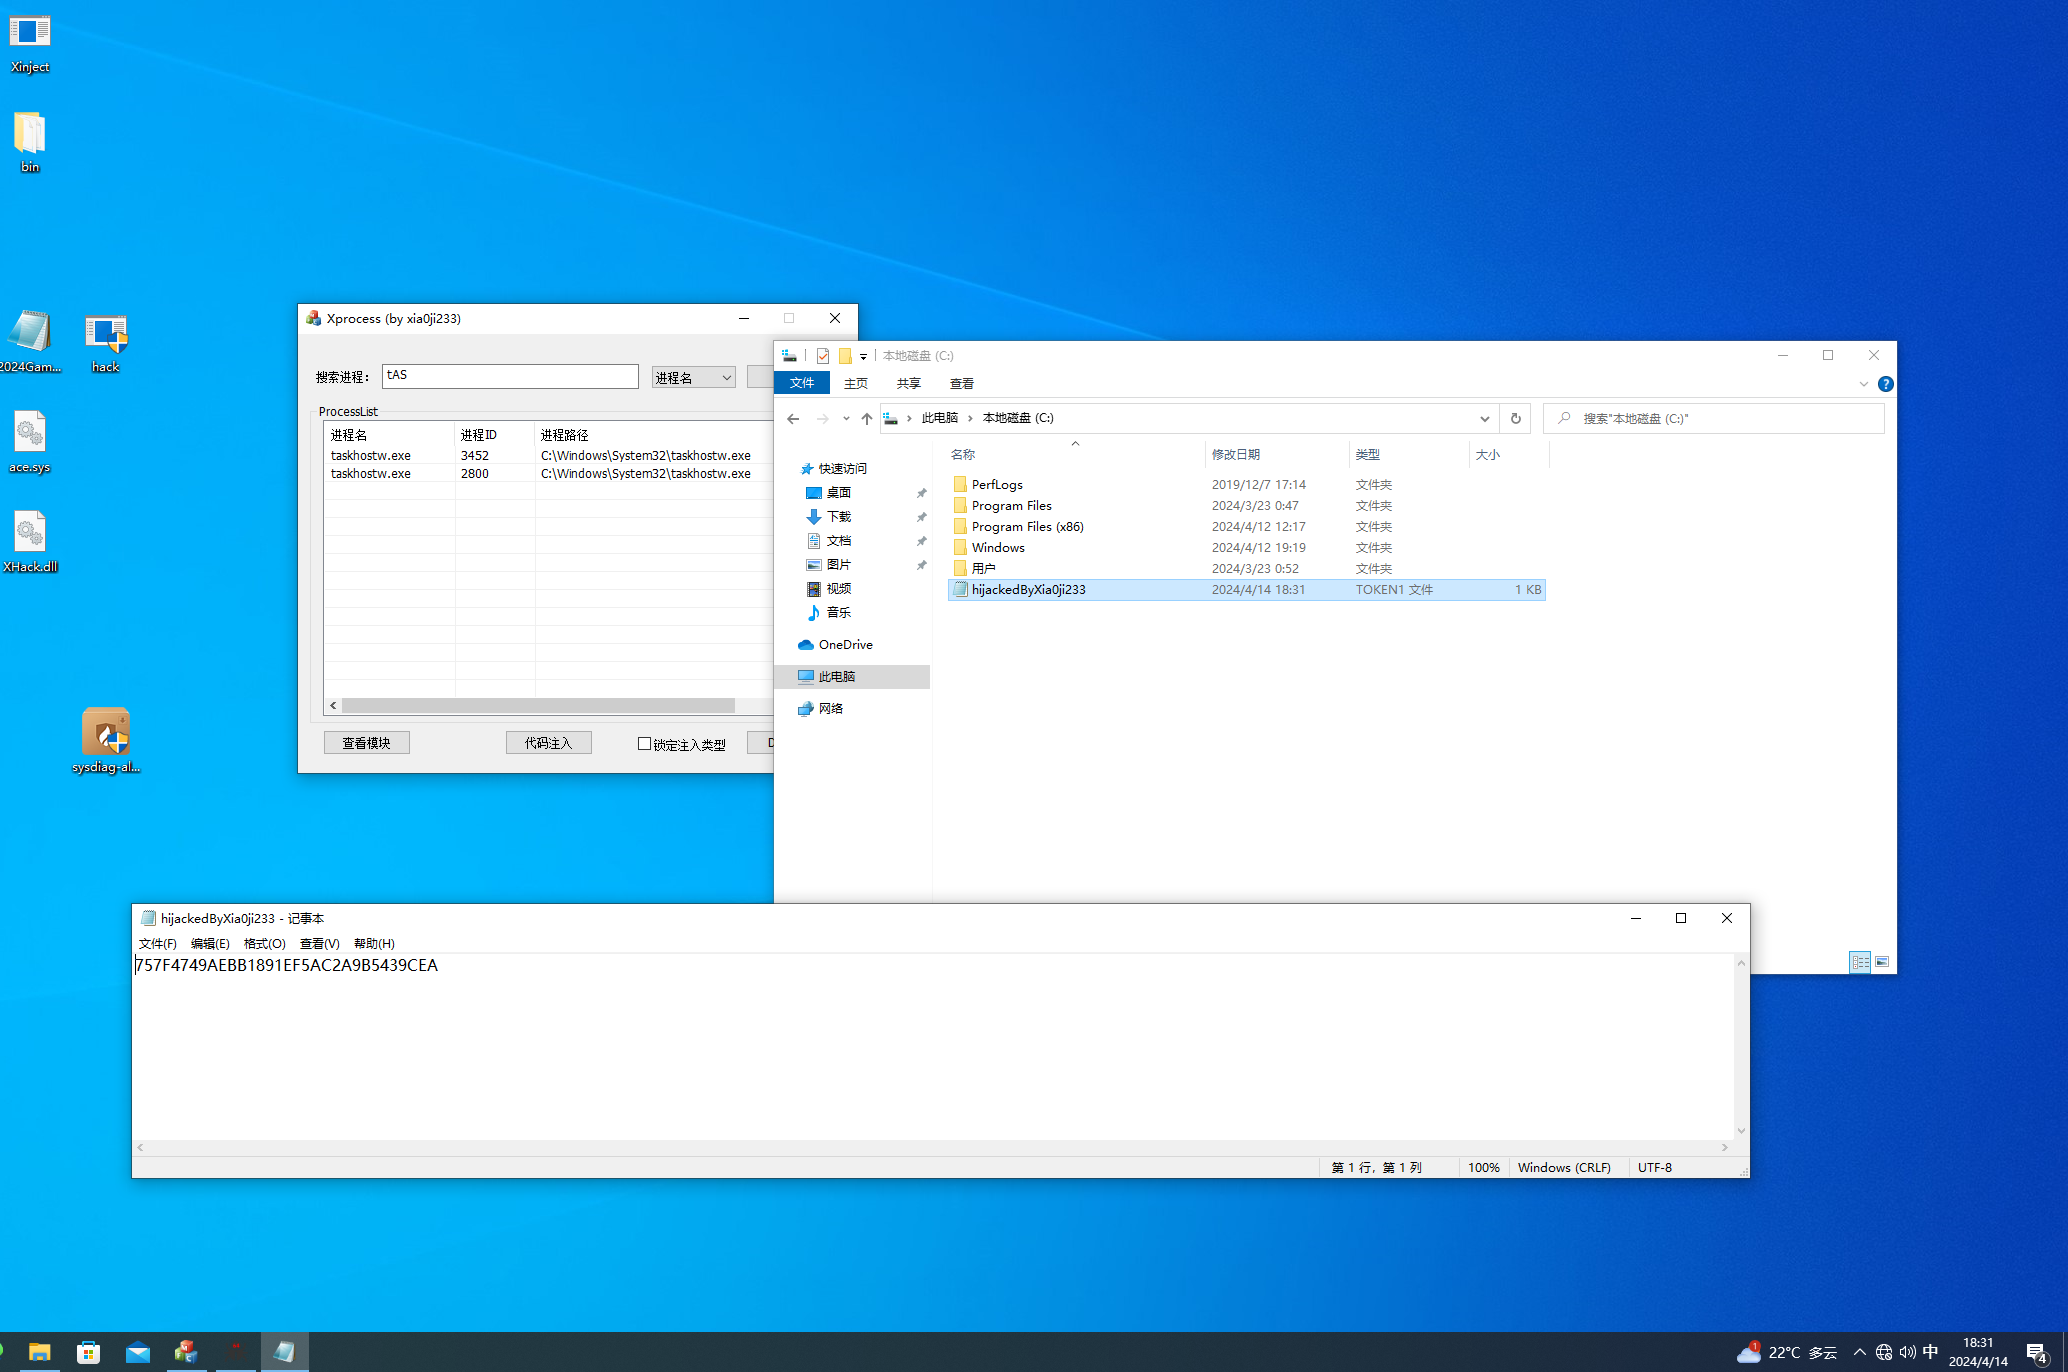 Xinject
bin
2024Gam...
hack
ace.sys
XHack.dll
sysdiag-al...
Xprocess (by xia0ji233)
搜索进程：
tAS
进程名
ProcessList
进程名 进程ID 进程路径
taskhostw.exe 3452 C:\Windows\System32\taskhostw.exe
taskhostw.exe 2800 C:\Windows\System32\taskhostw.exe
查看模块
代码注入
锁定注入类型
D
本地磁盘 (C:)
文件 主页 共享 查看
此电脑 本地磁盘 (C:)
搜索"本地磁盘 (C:)"
快速访问
桌面
下载
文档
图片
视频
音乐
OneDrive
此电脑
网络
名称 修改日期 类型 大小
PerfLogs 2019/12/7 17:14 文件夹
Program Files 2024/3/23 0:47 文件夹
Program Files (x86) 2024/4/12 12:17 文件夹
Windows 2024/4/12 19:19 文件夹
用户 2024/3/23 0:52 文件夹
hijackedByXia0ji233 2024/4/14 18:31 TOKEN1 文件 1 KB
hijackedByXia0ji233 - 记事本
文件(F) 编辑(E) 格式(O) 查看(V) 帮助(H)
757F4749AEBB1891EF5AC2A9B5439CEA
第 1 行，第 1 列 100% Windows (CRLF) UTF-8
1
22°C 多云
中
18:31
2024/4/14
4